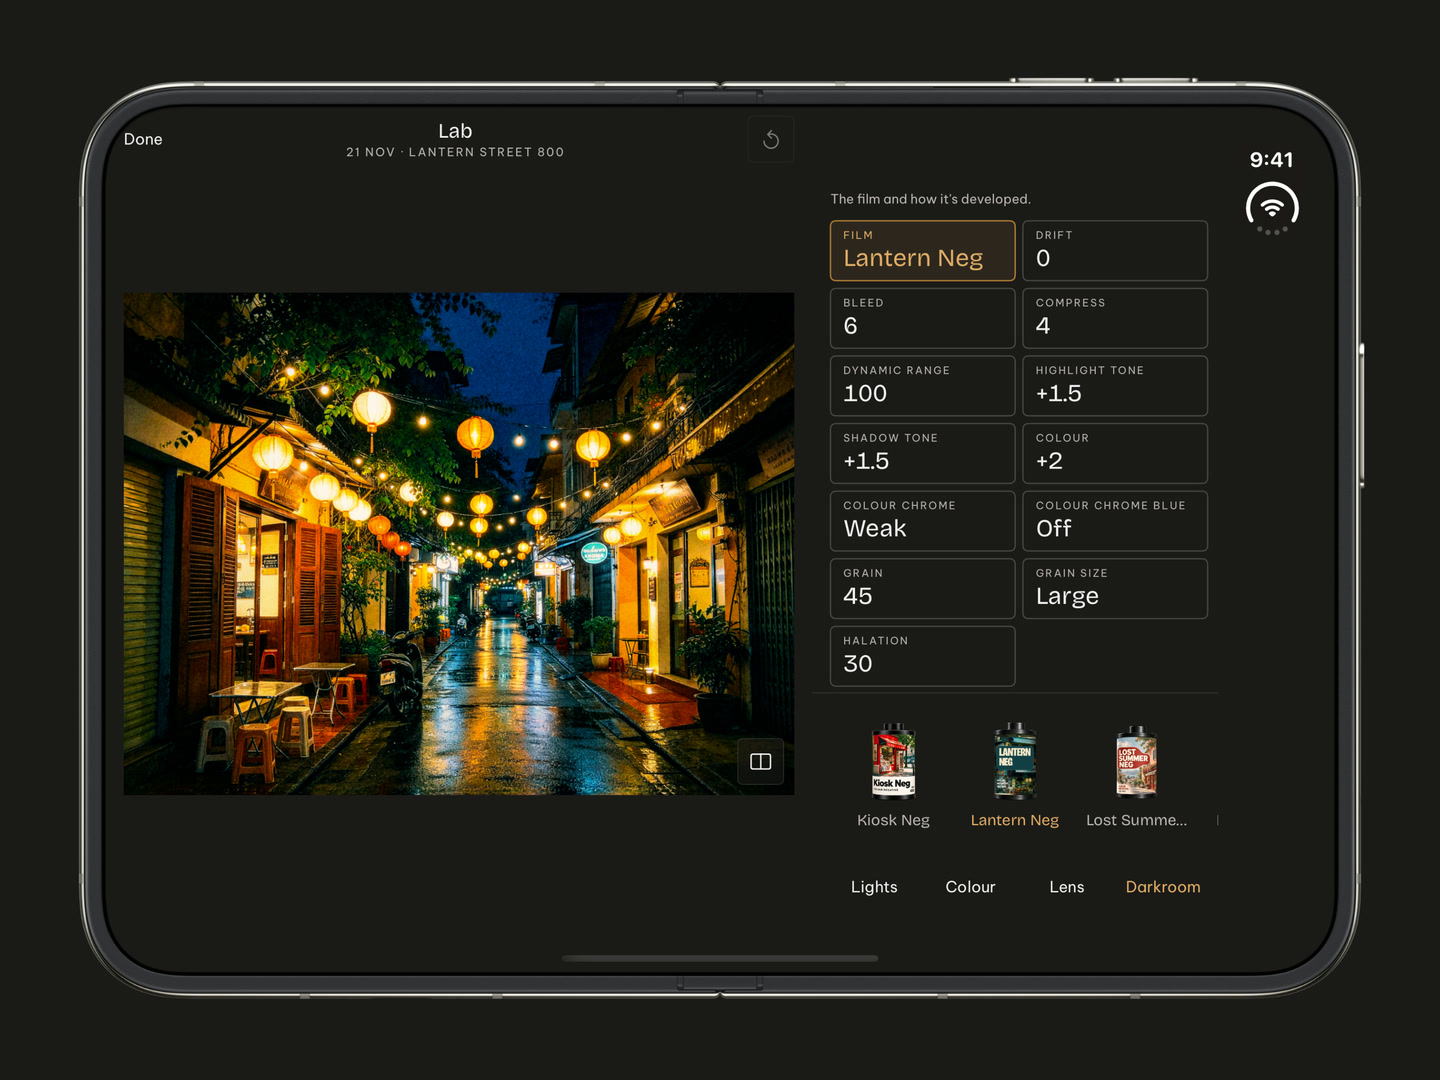 Done
Lab
21 NOV · LANTERN STREET 800
9:41
The film and how it's developed.
FILM
Lantern Neg
DRIFT
0
BLEED
6
COMPRESS
4
DYNAMIC RANGE
100
HIGHLIGHT TONE
+1.5
SHADOW TONE
+1.5
COLOUR
+2
COLOUR CHROME
Weak
COLOUR CHROME BLUE
Off
GRAIN
45
GRAIN SIZE
Large
HALATION
30
Kiosk Neg
LANTERN
NEG
LOST
SUMMER
NEG
Kiosk Neg
Lantern Neg
Lost Summe...
Lights
Colour
Lens
Darkroom